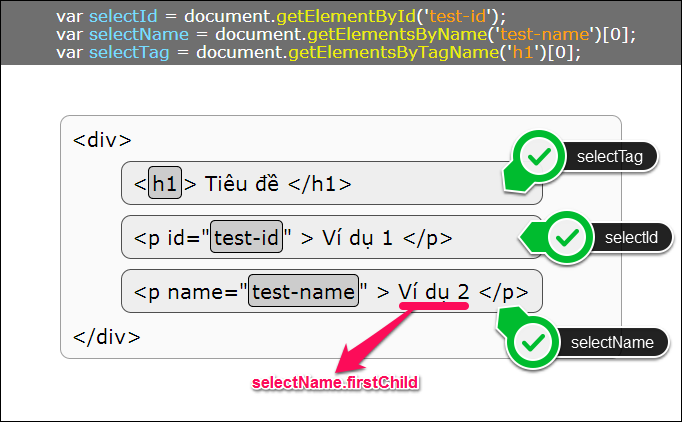 var selectId = document.getElementById('test-id');
var selectName = document.getElementsByName('test-name')[0];
var selectTag = document.getElementsByTagName('h1')[0];
<div>
<h1> Tiêu đề </h1>
selectTag
<p id="test-id" > Ví dụ 1 </p>
selectId
<p name="test-name" > Ví dụ 2 </p>
</div>
selectName
selectName.firstChild